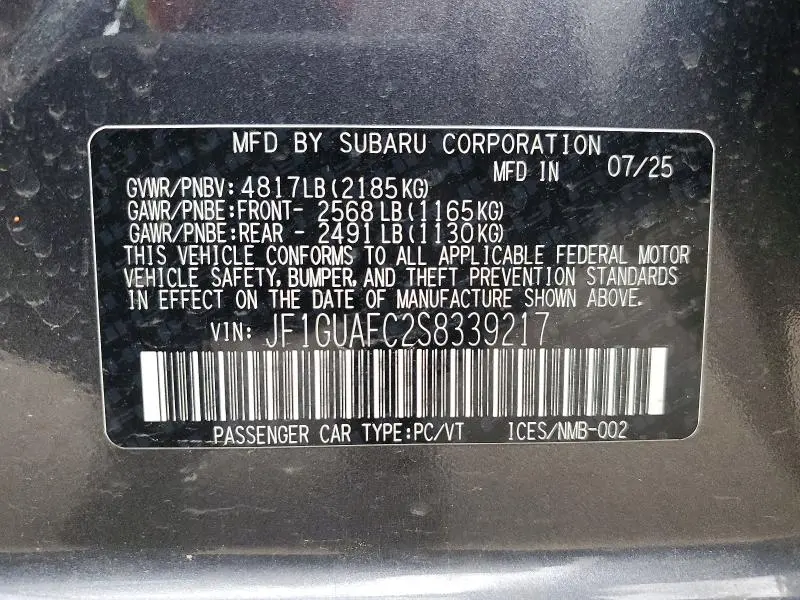 MFD BY SUBARU CORPORATION
MFD IN 07/25
GVWR/PNBV: 4817LB(2185KG)
GAWR/PNBE:FRONT- 2568LB(1165KG)
GAWR/PNBE:REAR - 2491LB(1130KG)
THIS VEHICLE CONFORMS TO ALL APPLICABLE FEDERAL MOTOR
VEHICLE SAFETY, BUMPER, AND THEFT PREVENTION STANDARDS
IN EFFECT ON THE DATE OF MANUFACTURE SHOWN ABOVE.
VIN: JF1GUAFC2S8339217
PASSENGER CAR TYPE:PC/VT ICES/NMB-002